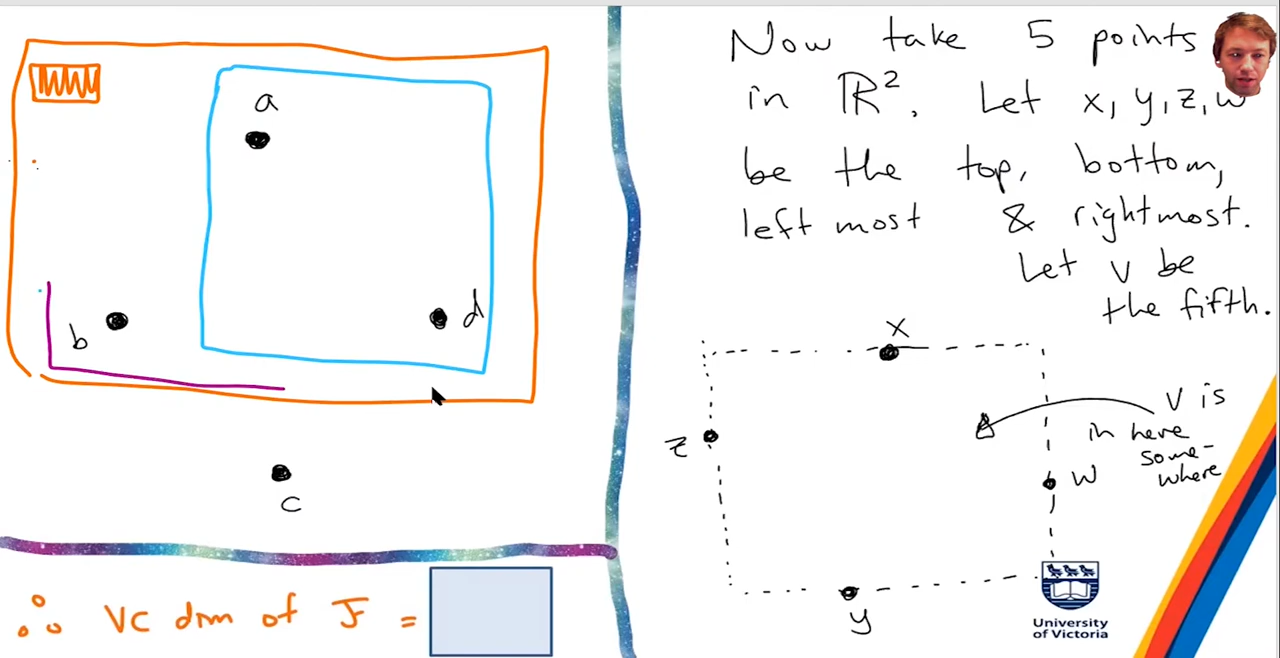 a
b
d
c
∴ VC dim of F =
Now take 5 points
in ℝ². Let x, y, z, w
be the top, bottom,
left most & rightmost.
Let v be
the fifth.
x
z
w
y
v is
in here
some-
where
University
of Victoria